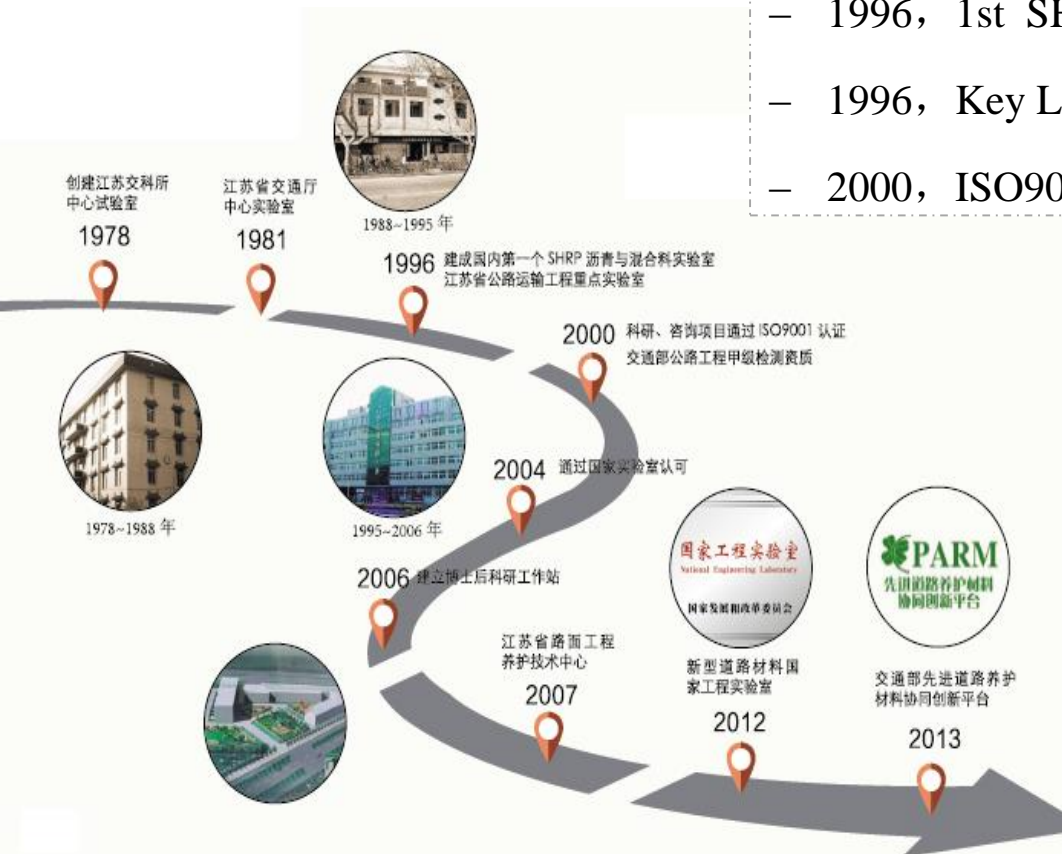 – 1996，1st SH
– 1996，Key L
– 2000，ISO90
创建江苏交科所
中心试验室
1978
江苏省交通厅
中心实验室
1981
1988~1995 年
1996
建成国内第一个 SHRP 沥青与混合料实验室
江苏省公路运输工程重点实验室
2000
科研、咨询项目通过 ISO9001 认证
交通部公路工程甲级检测资质
1978~1988 年
1995~2006 年
2004
通过国家实验室认可
2006
建立博士后科研工作站
江苏省路面工程
养护技术中心
2007
国家工程实验室
National Engineering Laboratory
国家发展和改革委员会
新型道路材料国
家工程实验室
2012
PARM
先进道路养护材料
协同创新平台
交通部先进道路养护
材料协同创新平台
2013